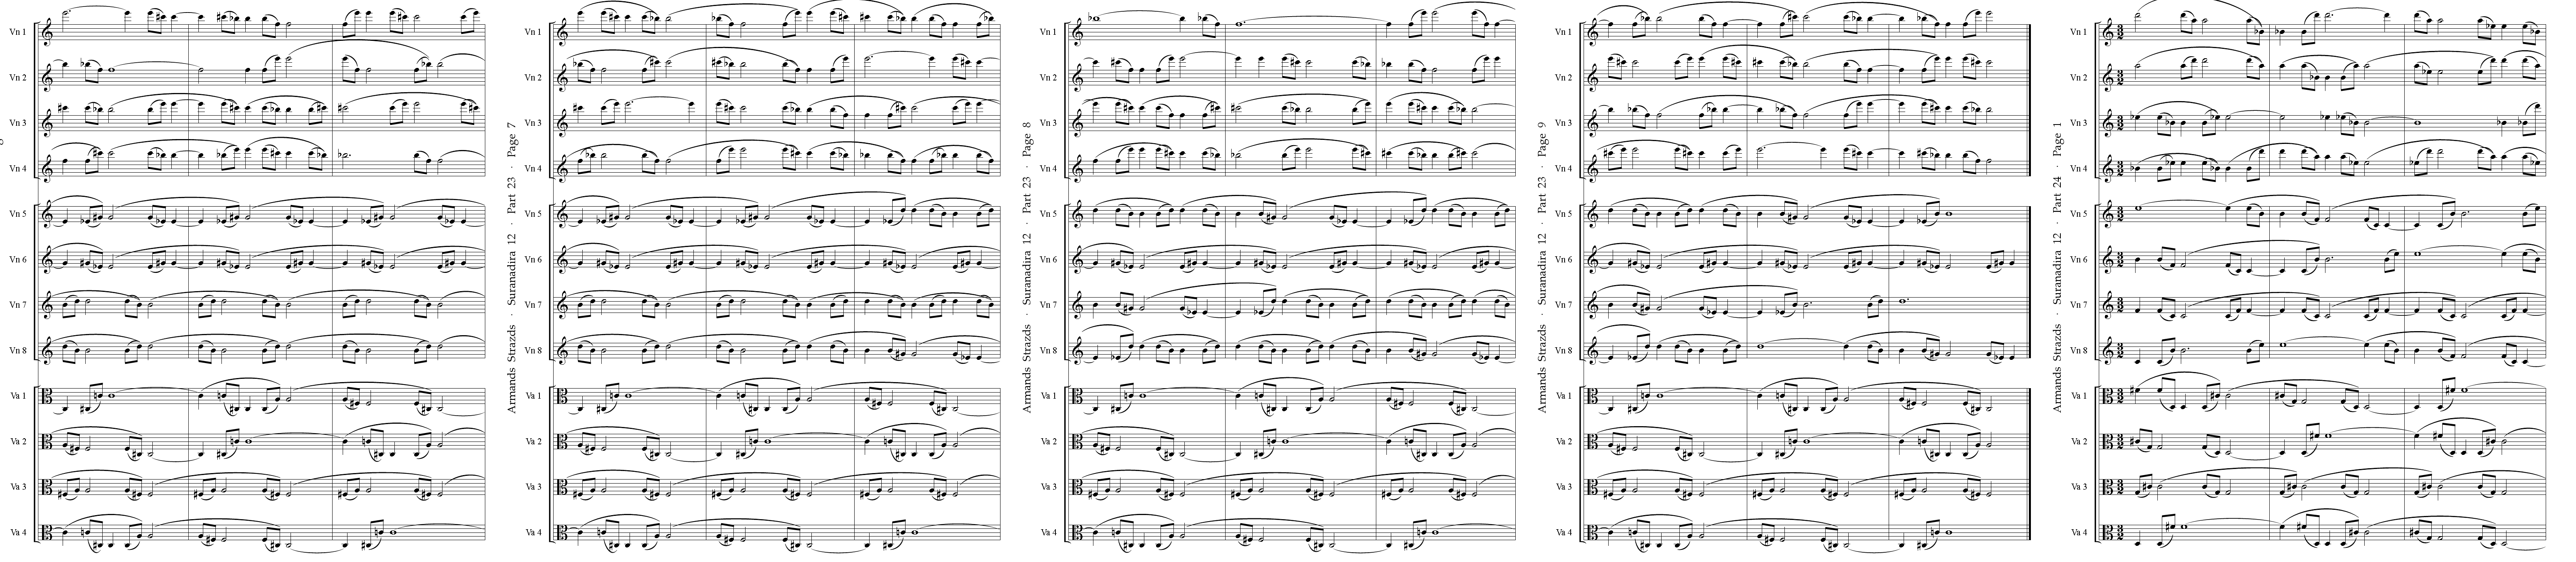 Vn 1
Vn 2
Vn 3
Vn 4
Vn 5
Vn 6
Vn 7
Vn 8
Va 1
Va 2
Va 3
Va 4
Armands Strazds · Suranadira 12 · Part 23 · Page 7
Vn 1
Vn 2
Vn 3
Vn 4
Vn 5
Vn 6
Vn 7
Vn 8
Va 1
Va 2
Va 3
Va 4
Armands Strazds · Suranadira 12 · Part 23 · Page 8
Vn 1
Vn 2
Vn 3
Vn 4
Vn 5
Vn 6
Vn 7
Vn 8
Va 1
Va 2
Va 3
Va 4
Armands Strazds · Suranadira 12 · Part 23 · Page 9
Vn 1
Vn 2
Vn 3
Vn 4
Vn 5
Vn 6
Vn 7
Vn 8
Va 1
Va 2
Va 3
Va 4
Armands Strazds · Suranadira 12 · Part 24 · Page 1
Vn 1
Vn 2
Vn 3
Vn 4
Vn 5
Vn 6
Vn 7
Vn 8
Va 1
Va 2
Va 3
Va 4